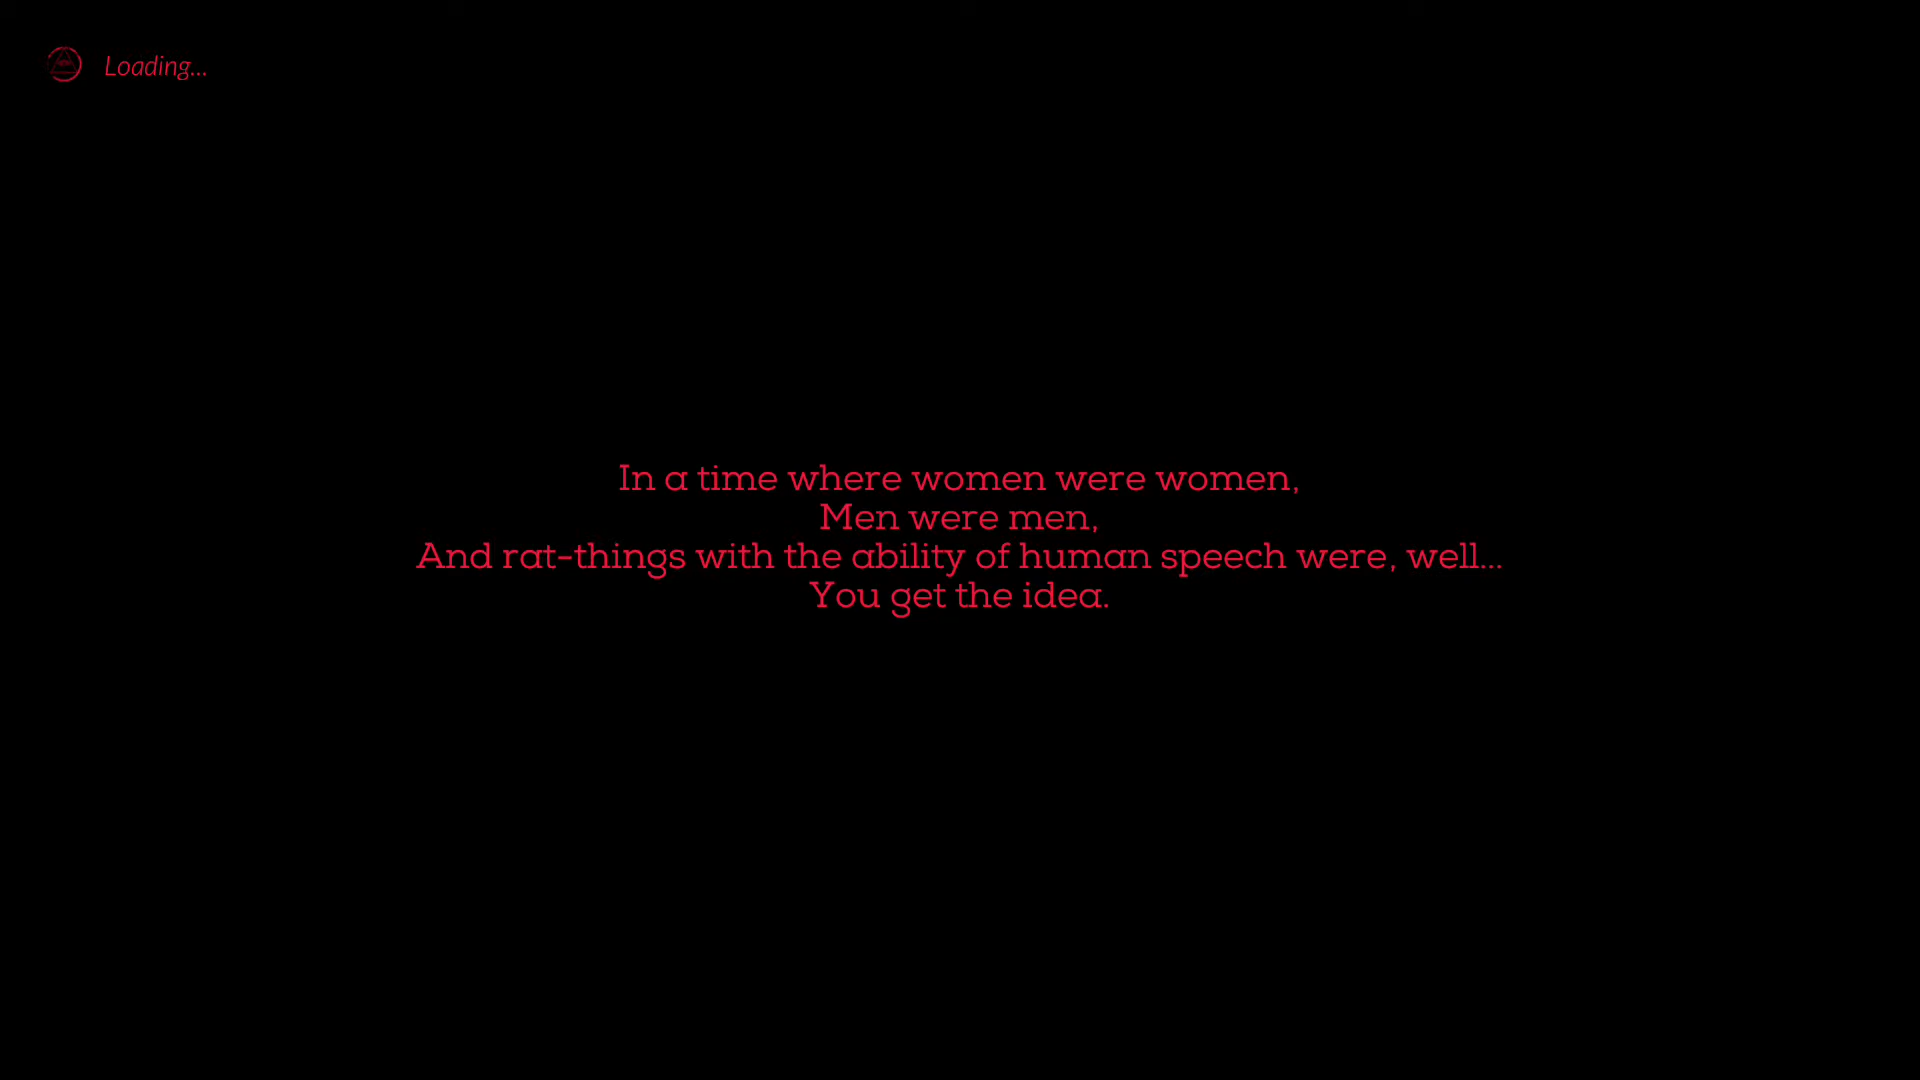 Loading...
In a time where women were women,
Men were men,
And rat-things with the ability of human speech were, well...
You get the idea.